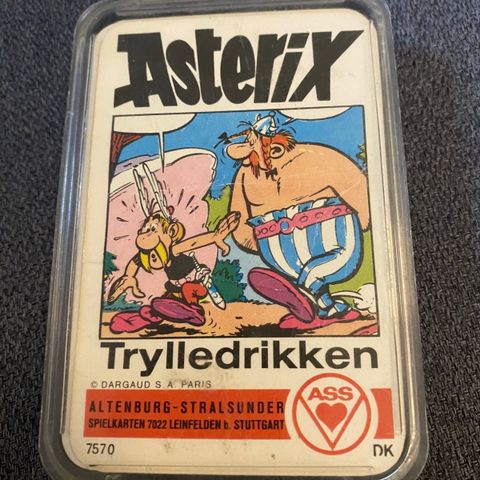 Asterix
Trylledrikken
© DARGAUD S. A. PARIS
ALTENBURG-STRALSUNDER
SPIELKARTEN 7022 LEINFELDEN b. STUTTGART
ASS
7570
DK